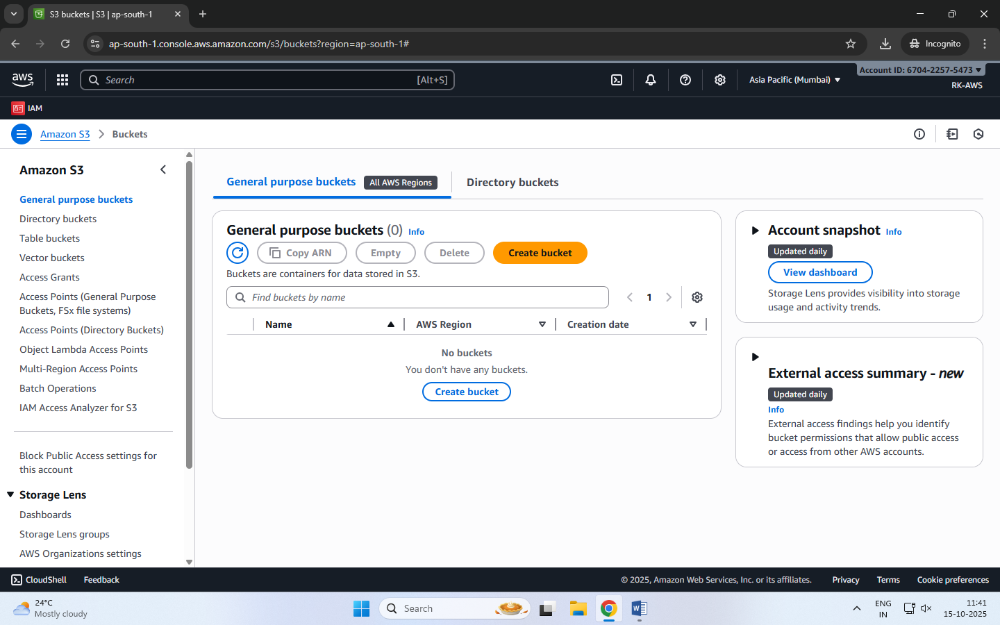 S3 buckets | S3 | ap-south-1
ap-south-1.console.aws.amazon.com/s3/buckets?region=ap-south-1#
Incognito
aws
Search
[Alt+S]
Asia Pacific (Mumbai)
Account ID: 6704-2257-5473
RK-AWS
IAM
Amazon S3
Buckets
Amazon S3
General purpose buckets
Directory buckets
Table buckets
Vector buckets
Access Grants
Access Points (General Purpose
Buckets, FSx file systems)
Access Points (Directory Buckets)
Object Lambda Access Points
Multi-Region Access Points
Batch Operations
IAM Access Analyzer for S3
Block Public Access settings for
this account
Storage Lens
Dashboards
Storage Lens groups
AWS Organizations settings
General purpose buckets
All AWS Regions
Directory buckets
General purpose buckets (0) Info
Copy ARN
Empty
Delete
Create bucket
Buckets are containers for data stored in S3.
Find buckets by name
1
Name
AWS Region
Creation date
No buckets
You don't have any buckets.
Create bucket
Account snapshot Info
Updated daily
View dashboard
Storage Lens provides visibility into storage
usage and activity trends.
External access summary - new
Updated daily
Info
External access findings help you identify
bucket permissions that allow public access
or access from other AWS accounts.
CloudShell
Feedback
© 2025, Amazon Web Services, Inc. or its affiliates.
Privacy
Terms
Cookie preferences
24°C
Mostly cloudy
Search
ENG
IN
11:41
15-10-2025